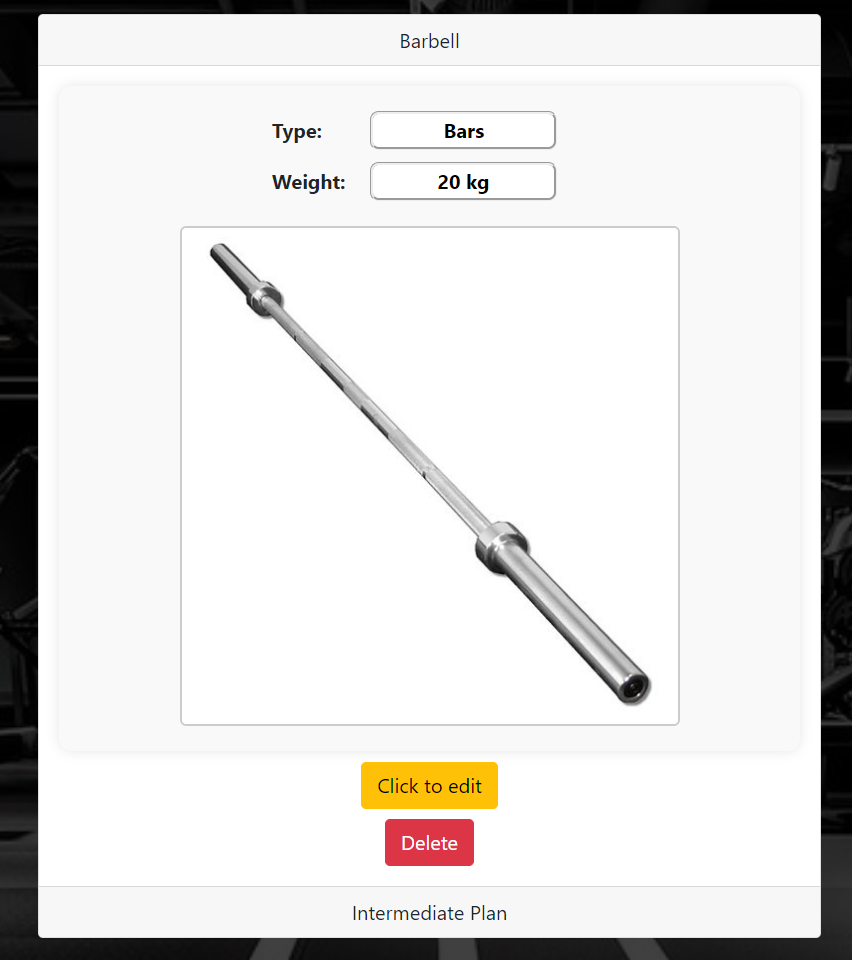 Barbell
Type: Bars
Weight: 20 kg
Click to edit
Delete
Intermediate Plan